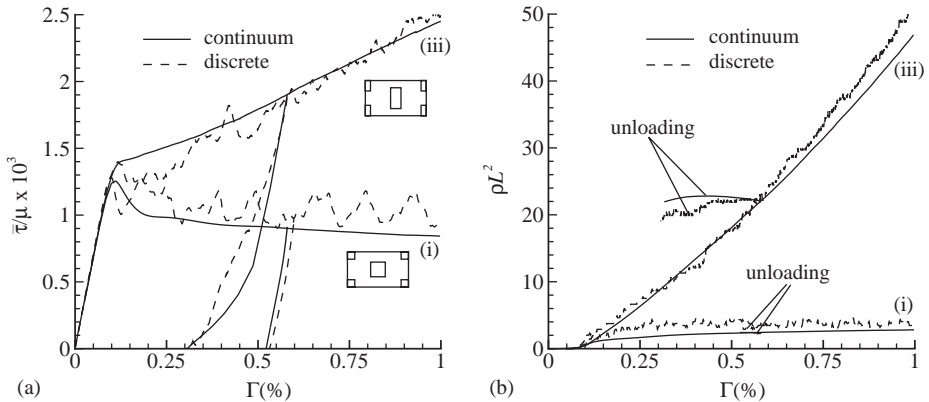 2.5
2
1.5
1
0.5
0
0 0.25 0.5 0.75 1
τ̄/μ x 10³
Γ(%)
continuum
discrete
(iii)
(i)
(a)
50
40
30
20
10
0
0 0.25 0.5 0.75 1
ρL²
Γ(%)
continuum
discrete
(iii)
unloading
unloading
(i)
(b)